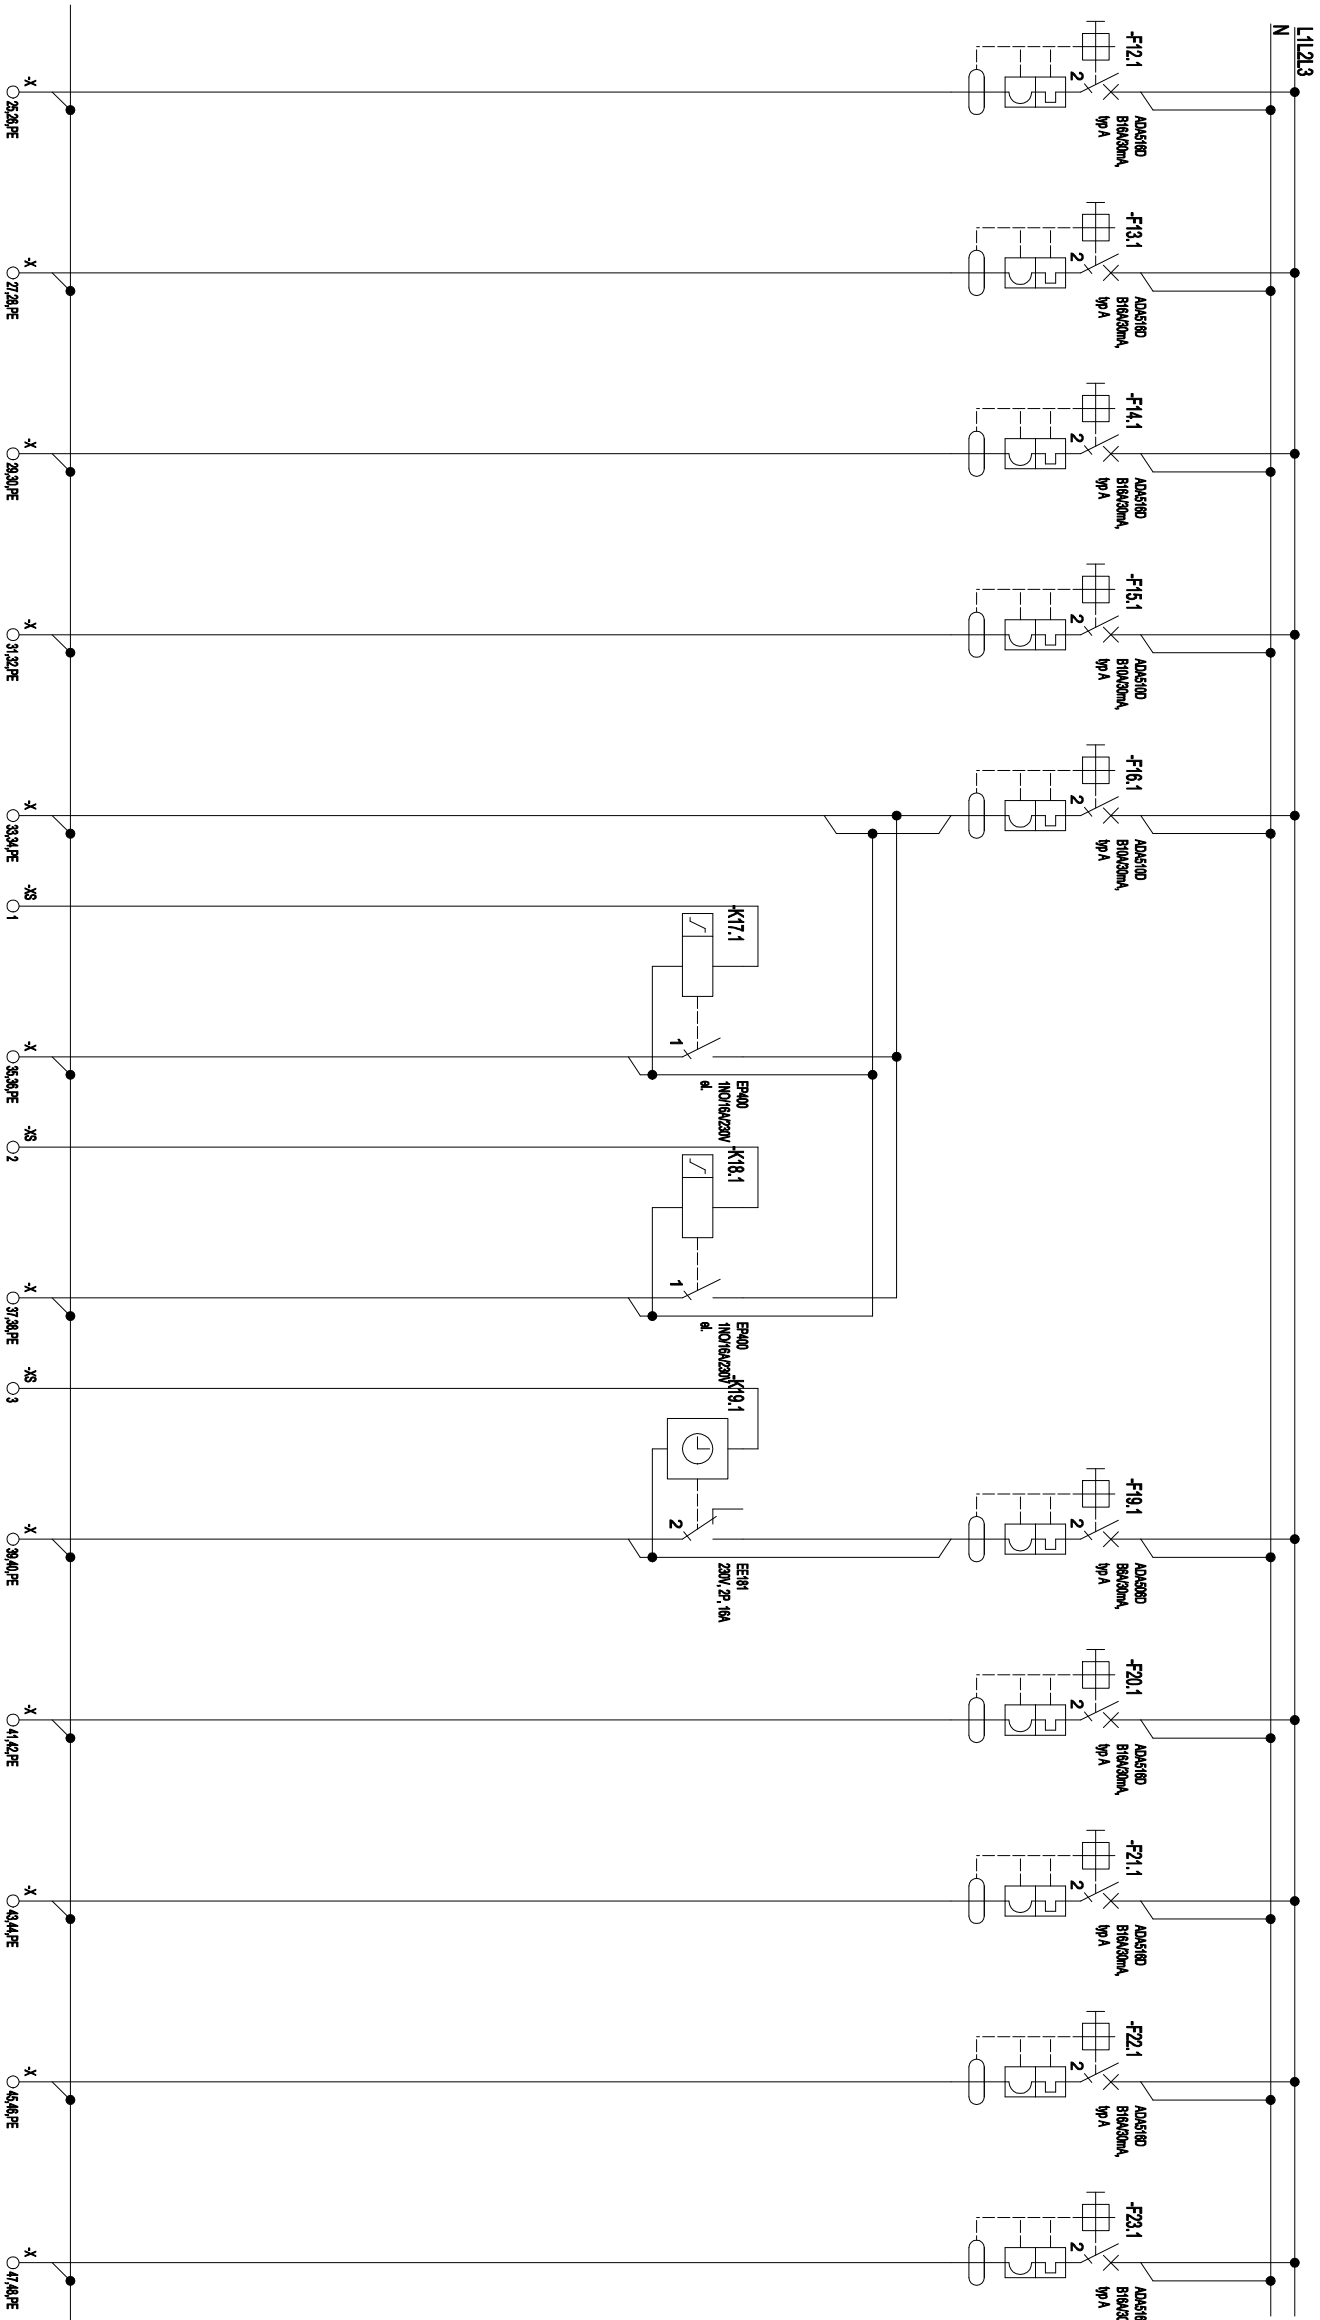 L1L2L3
N
-F12.1
2
ADA516D
B16A/30mA,
typ A
-F13.1
2
ADA516D
B16A/30mA,
typ A
-F14.1
2
ADA516D
B16A/30mA,
typ A
-F15.1
2
ADA510D
B10A/30mA,
typ A
-F16.1
2
ADA510D
B10A/30mA,
typ A
-F19.1
2
ADA506D
B6A/30mA,
typ A
-F20.1
2
ADA516D
B16A/30mA,
typ A
-F21.1
2
ADA516D
B16A/30mA,
typ A
-F22.1
2
ADA516D
B16A/30mA,
typ A
-F23.1
2
ADA516
B16A/30
typ A
-K17.1
1
EP400
1NO/16A/230V
el.
-K18.1
1
EP400
1NO/16A/230V
el.
-K19.1
2
EE181
230V, 2P, 16A
-X
25,26,PE
-X
27,28,PE
-X
29,30,PE
-X
31,32,PE
-X
33,34,PE
-XS
1
-X
35,36,PE
-XS
2
-X
37,38,PE
-XS
3
-X
39,40,PE
-X
41,42,PE
-X
43,44,PE
-X
45,46,PE
-X
47,48,PE